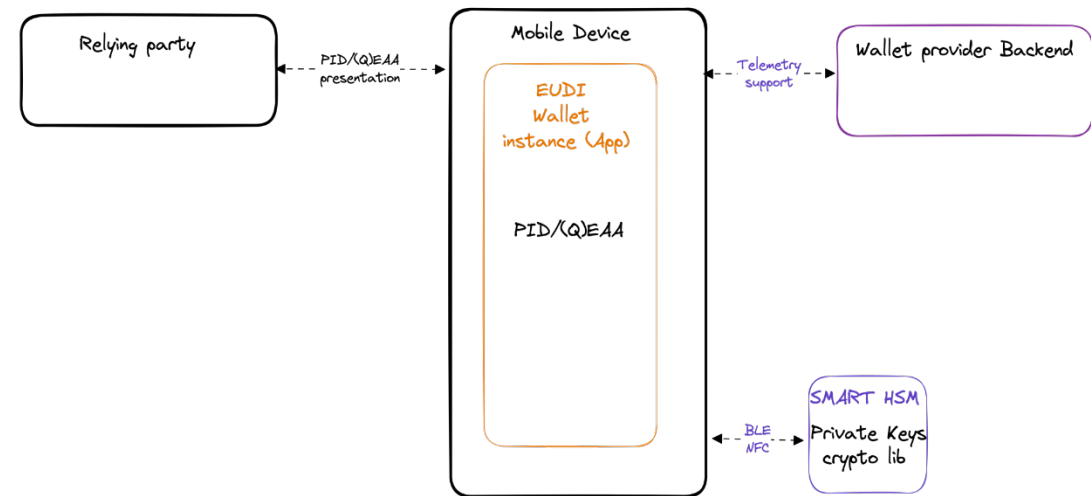 Relying party
PID/(Q)EAA
presentation
Mobile Device
EUDI
Wallet
instance (App)
PID/(Q)EAA
Telemetry
support
Wallet provider Backend
BLE
NFC
SMART HSM
Private Keys
crypto lib